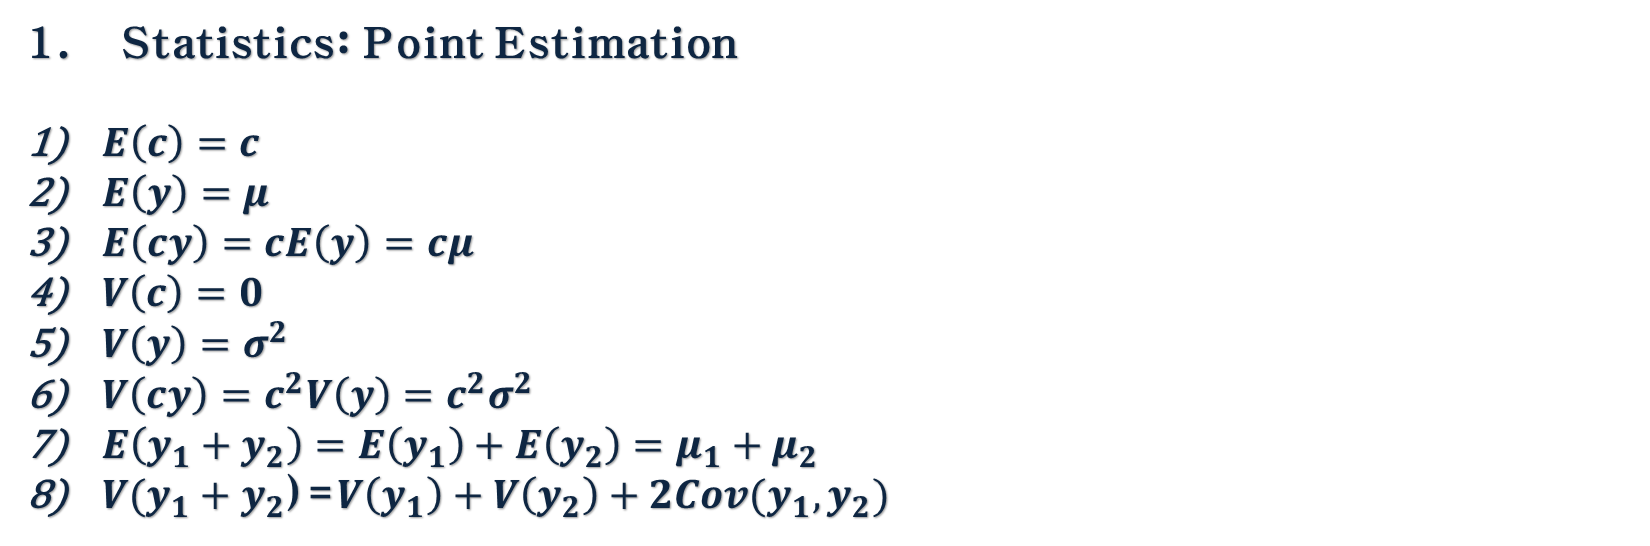 1. Statistics: Point Estimation
1) E(c) = c
2) E(y) = μ
3) E(cy) = cE(y) = cμ
4) V(c) = 0
5) V(y) = σ²
6) V(cy) = c²V(y) = c²σ²
7) E(y₁ + y₂) = E(y₁) + E(y₂) = μ₁ + μ₂
8) V(y₁ + y₂) =V(y₁) + V(y₂) + 2Cov(y₁,y₂)